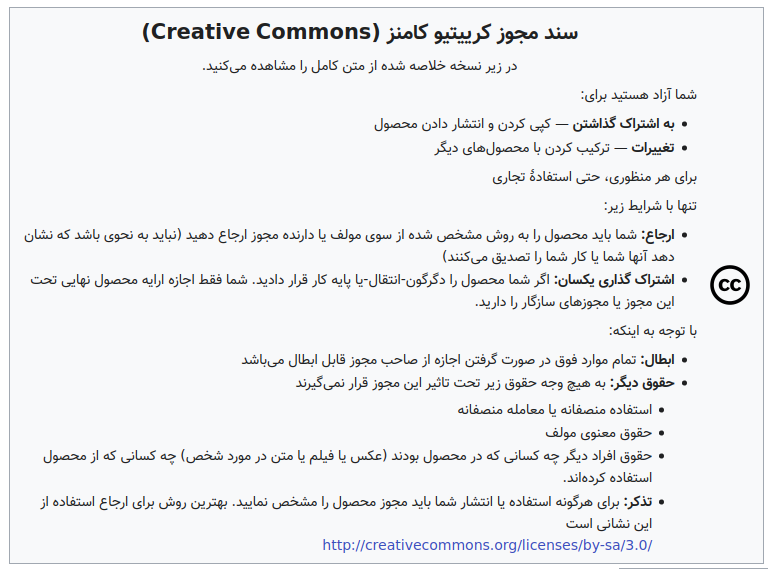 سند مجوز کرییتیو کامنز (Creative Commons)
در زیر نسخه خلاصه شده از متن کامل را مشاهده می‌کنید.
شما آزاد هستید برای:
• به اشتراک گذاشتن — کپی کردن و انتشار دادن محصول
• تغییرات — ترکیب کردن با محصول‌های دیگر
برای هر منظوری، حتی استفادهٔ تجاری
تنها با شرایط زیر:
• ارجاع: شما باید محصول را به روش مشخص شده از سوی مولف یا دارنده مجوز ارجاع دهید (نباید به نحوی باشد که نشان
دهد آنها شما یا کار شما را تصدیق می‌کنند)
• اشتراک گذاری یکسان: اگر شما محصول را دگرگون-انتقال-یا پایه کار قرار دادید. شما فقط اجازه ارایه محصول نهایی تحت
این مجوز یا مجوزهای سازگار را دارید.
cc
با توجه به اینکه:
• ابطال: تمام موارد فوق در صورت گرفتن اجازه از صاحب مجوز قابل ابطال می‌باشد
• حقوق دیگر: به هیچ وجه حقوق زیر تحت تاثیر این مجوز قرار نمی‌گیرند
• استفاده منصفانه یا معامله منصفانه
• حقوق معنوی مولف
• حقوق افراد دیگر چه کسانی که در محصول بودند (عکس یا فیلم یا متن در مورد شخص) چه کسانی که از محصول
استفاده کرده‌اند.
• تذکر: برای هرگونه استفاده یا انتشار شما باید مجوز محصول را مشخص نمایید. بهترین روش برای ارجاع استفاده از
این نشانی است
http://creativecommons.org/licenses/by-sa/3.0/